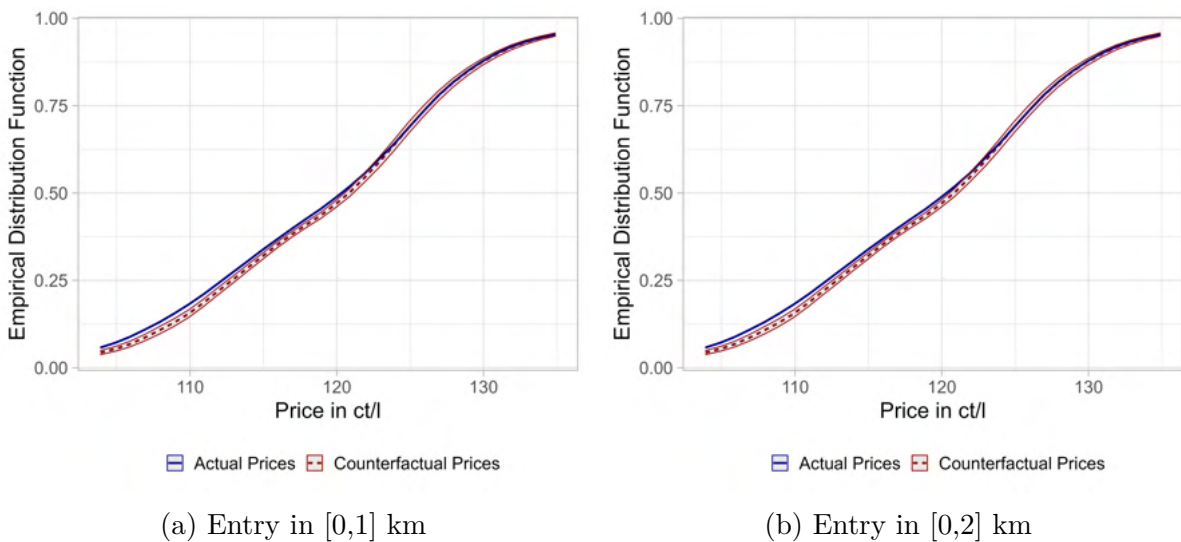 1.00
0.75
0.50
0.25
0.00
Empirical Distribution Function
110
120
130
Price in ct/l
Actual Prices
Counterfactual Prices
(a) Entry in [0,1] km
1.00
0.75
0.50
0.25
0.00
Empirical Distribution Function
110
120
130
Price in ct/l
Actual Prices
Counterfactual Prices
(b) Entry in [0,2] km